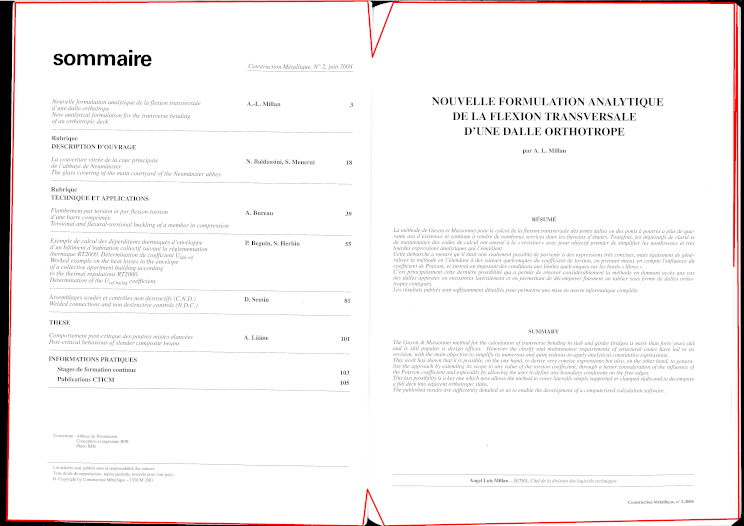 sommaire
Construction Métallique, N° 2, juin 2004
Nouvelle formulation analytique de la flexion transversale
d'une dalle orthotrope
New analytical formulation for the transverse bending
of an orthotropic deck
A.-L. Millan 3
Rubrique
DESCRIPTION D'OUVRAGE
La couverture vitrée de la cour principale
de l'abbaye de Neumünster
The glass covering of the main courtyard of the Neumünster abbey
N. Baldassini, S. Menerat 18
Rubrique
TECHNIQUE ET APPLICATIONS
Flambement par torsion et par flexion-torsion
d'une barre comprimée
Torsional and flexural-torsional buckling of a member in compression
A. Bureau 39
Exemple de calcul des déperditions thermiques d'enveloppe
d'un bâtiment d'habitation collectif suivant la réglementation
thermique RT2000. Détermination du coefficient U
Worked example on the heat losses in the envelope
of a collective apartment building according
to the thermal regulations RT2000.
Determination of the U coefficient
P. Beguin, S. Herbin 55
Assemblages soudés et contrôles non destructifs (C.N.D.)
Welded connections and non destructive controls (N.D.C.)
D. Semin 81
THESE
Comportement post-critique des poutres mixtes élancées
Post-critical behaviour of slender composite beams
A. Lääne 101
INFORMATIONS PRATIQUES
Stages de formation continue 103
Publications CTICM 105
Couverture: Abbaye de Neumünster
Conception et ingénierie RFR
Photo RFR
Les articles sont publiés sous la responsabilité des auteurs.
Tous droits de reproduction, même partielle, réservés pour tous pays.
© Copyright by Construction Métallique – CTICM 2003
NOUVELLE FORMULATION ANALYTIQUE
DE LA FLEXION TRANSVERSALE
D'UNE DALLE ORTHOTROPE
par A. L. Millan
RÉSUMÉ
La méthode de Guyon et Massonnet pour le calcul de la flexion transversale des ponts dalles ou des ponts à poutres a plus de qua-
rante ans d'existence et continue à rendre de nombreux services dans les bureaux d'études. Toutefois, les impératifs de clarté et
de maintenance des codes de calcul ont amené à la «revisiter» avec pour objectif premier de simplifier les nombreuses et très
lourdes expressions analytiques qui l'émaillent.
Cette démarche a montré qu'il était non seulement possible de parvenir à des expressions très concises, mais également de géné-
raliser la méthode en l'étendant à des valeurs quelconques du coefficient de torsion, en prenant mieux en compte l'influence du
coefficient de Poisson, et surtout en imposant des conditions aux limites quelconques sur les bords «libres».
C'est principalement cette dernière possibilité qui a permis de rénover considérablement la méthode en donnant accès aux cas
des dalles appuyées ou encastrées latéralement et en permettant de décomposer finement un tablier sous forme de dalles ortho-
tropes contiguës.
Les résultats publiés sont suffisamment détaillés pour permettre une mise en œuvre informatique complète.
SUMMARY
The Guyon & Massonnet method for the calculation of transverse bending in slab and girder bridges is more than forty years old
and is still popular in design offices. However the clarity and maintenance requirements of structural codes have led to its
revision, with the main objective to simplify its numerous and quite tedious-to-apply analytical constitutive expressions.
This work has shown that it is possible, on the one hand, to derive very concise expressions but also, on the other hand, to genera-
lise the approach by extending its scope to any value of the torsion coefficient, through a better consideration of the influence of
the Poisson coefficient and especially by allowing the user to define any boundary conditions on the free edges.
This last possibility is a key one which now allows the method to cover laterally simply supported or clamped slabs and to decompose
a full deck into adjacent orthotropic slabs.
The published results are sufficiently detailed so as to enable the development of a computerized calculation software.
Angel Luis Millan – SETRA, Chef de la division des logiciels techniques
Construction Métallique, n° 2-2004